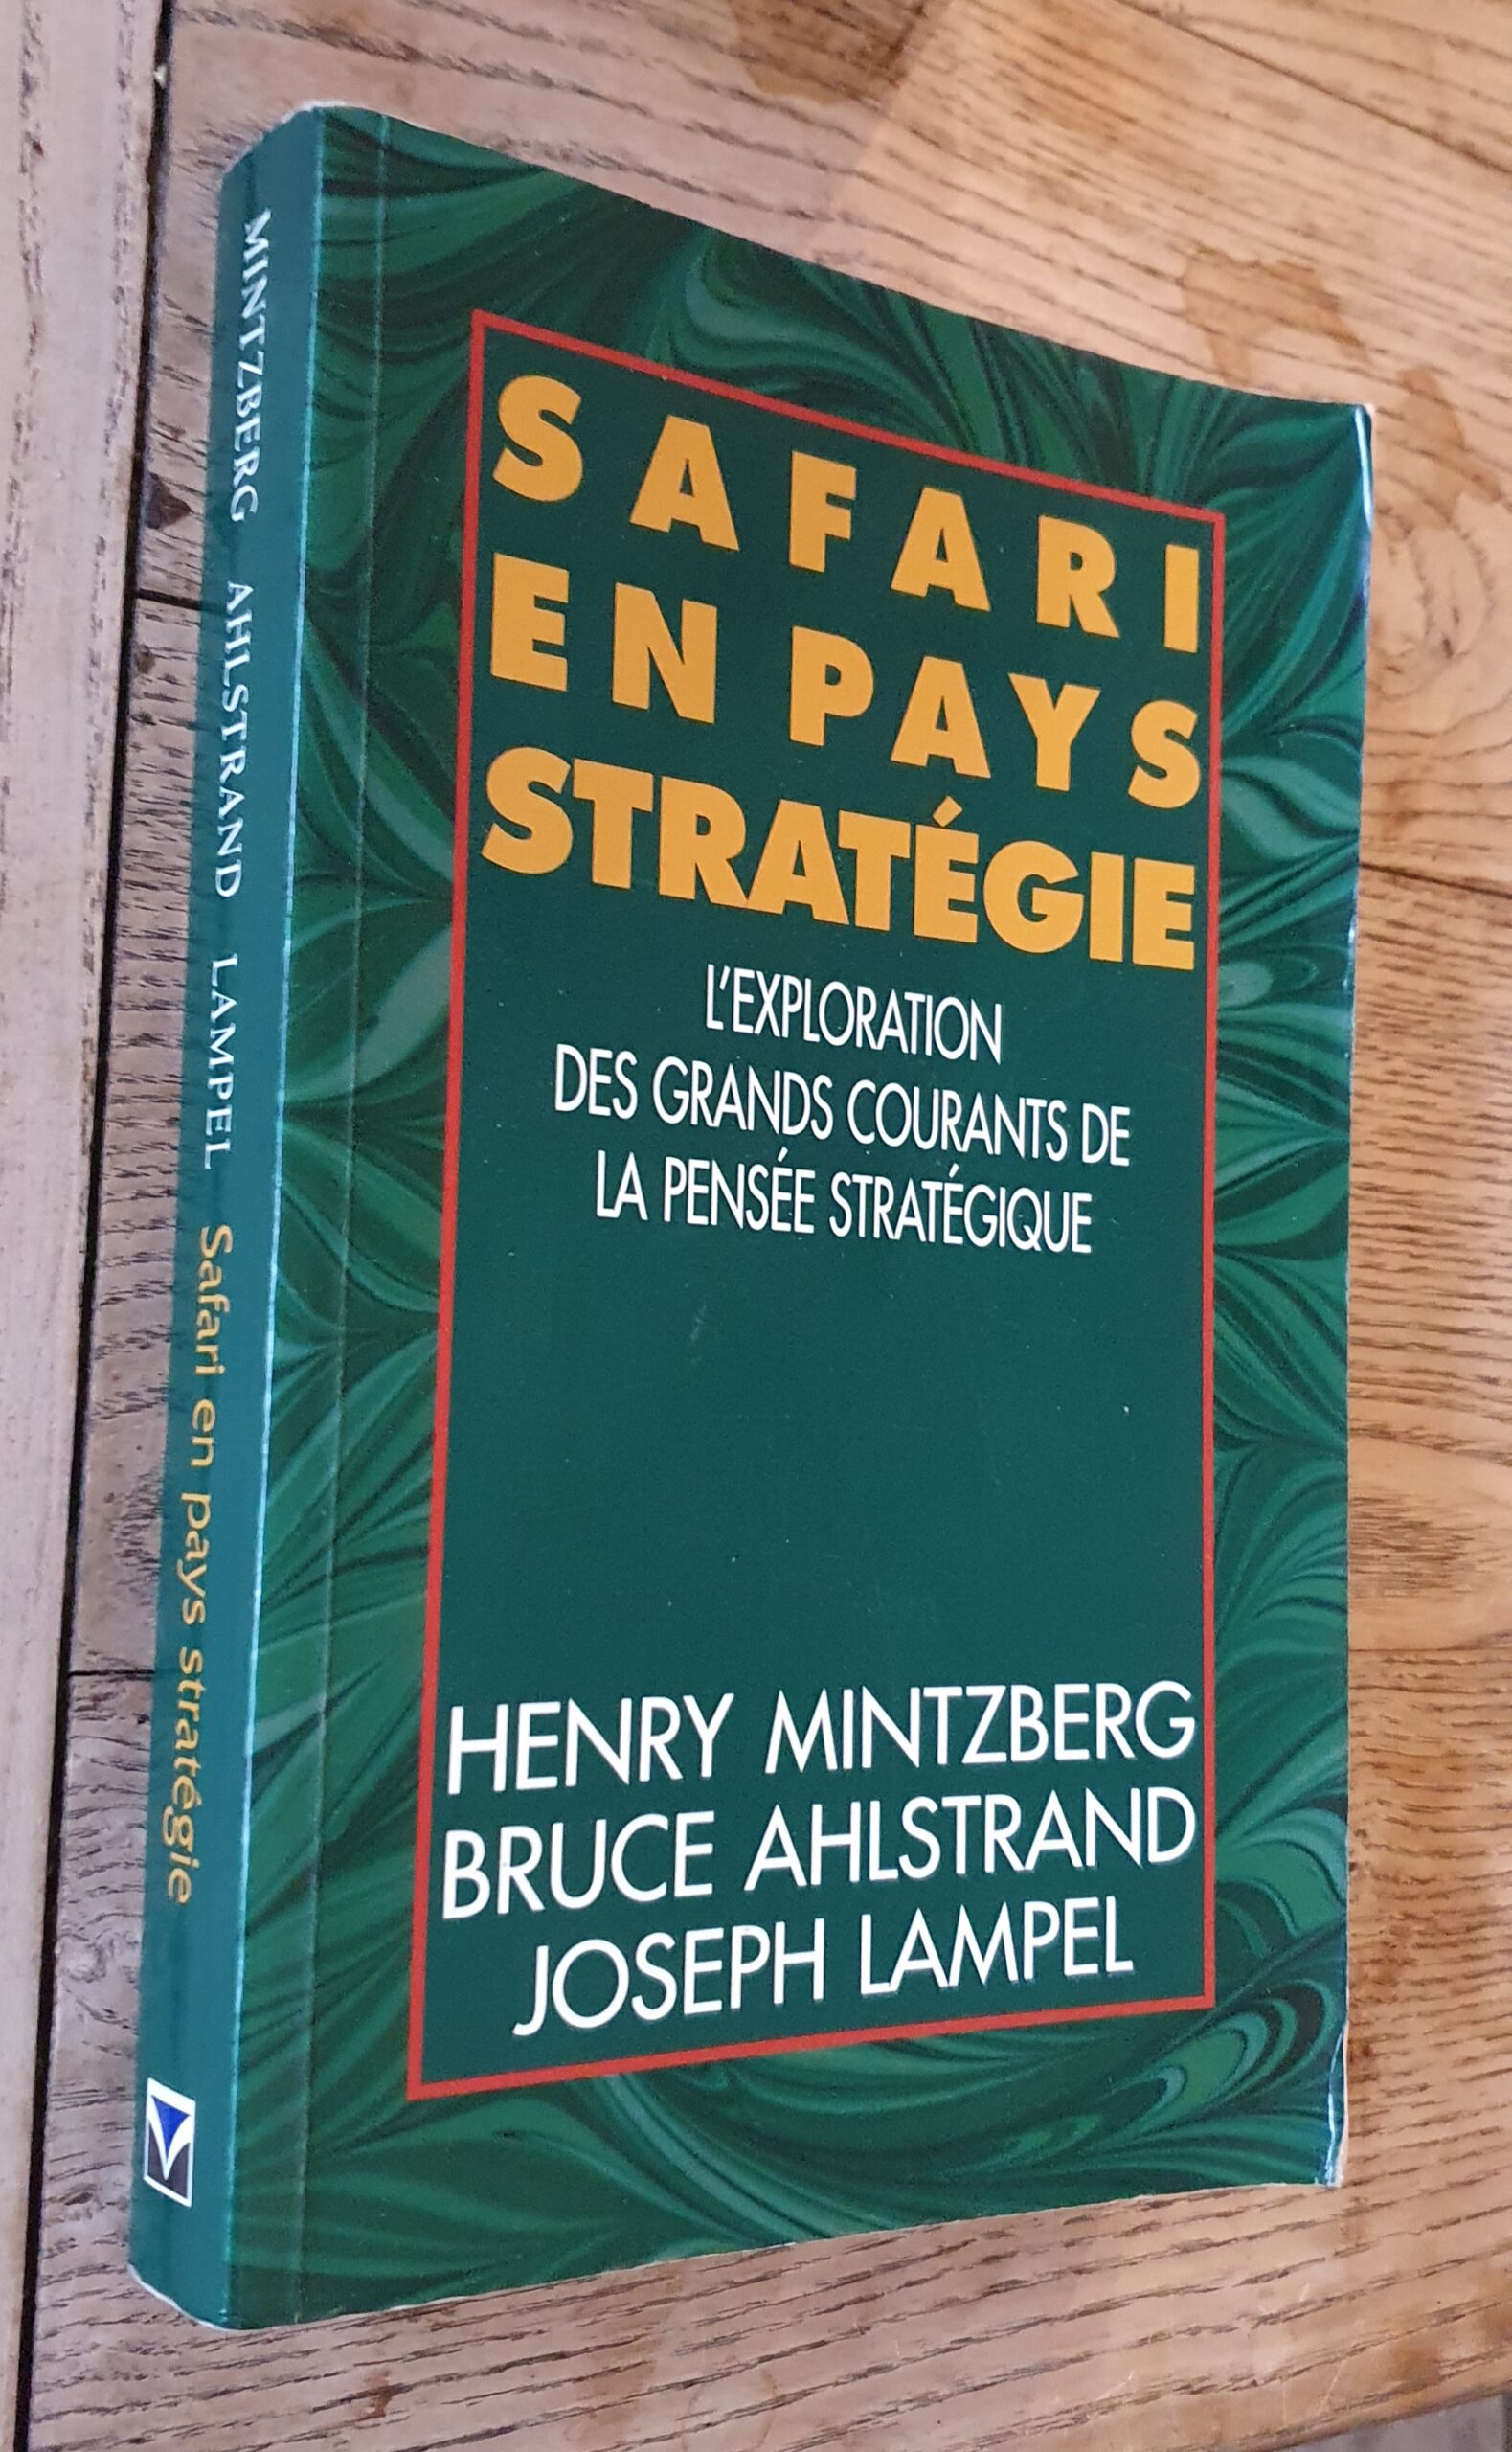 MINTZBERG AHLSTRAND LAMPEL Safari en pays stratégie
SAFARI
EN PAYS
STRATÉGIE
L'EXPLORATION
DES GRANDS COURANTS DE
LA PENSÉE STRATÉGIQUE
HENRY MINTZBERG
BRUCE AHLSTRAND
JOSEPH LAMPEL